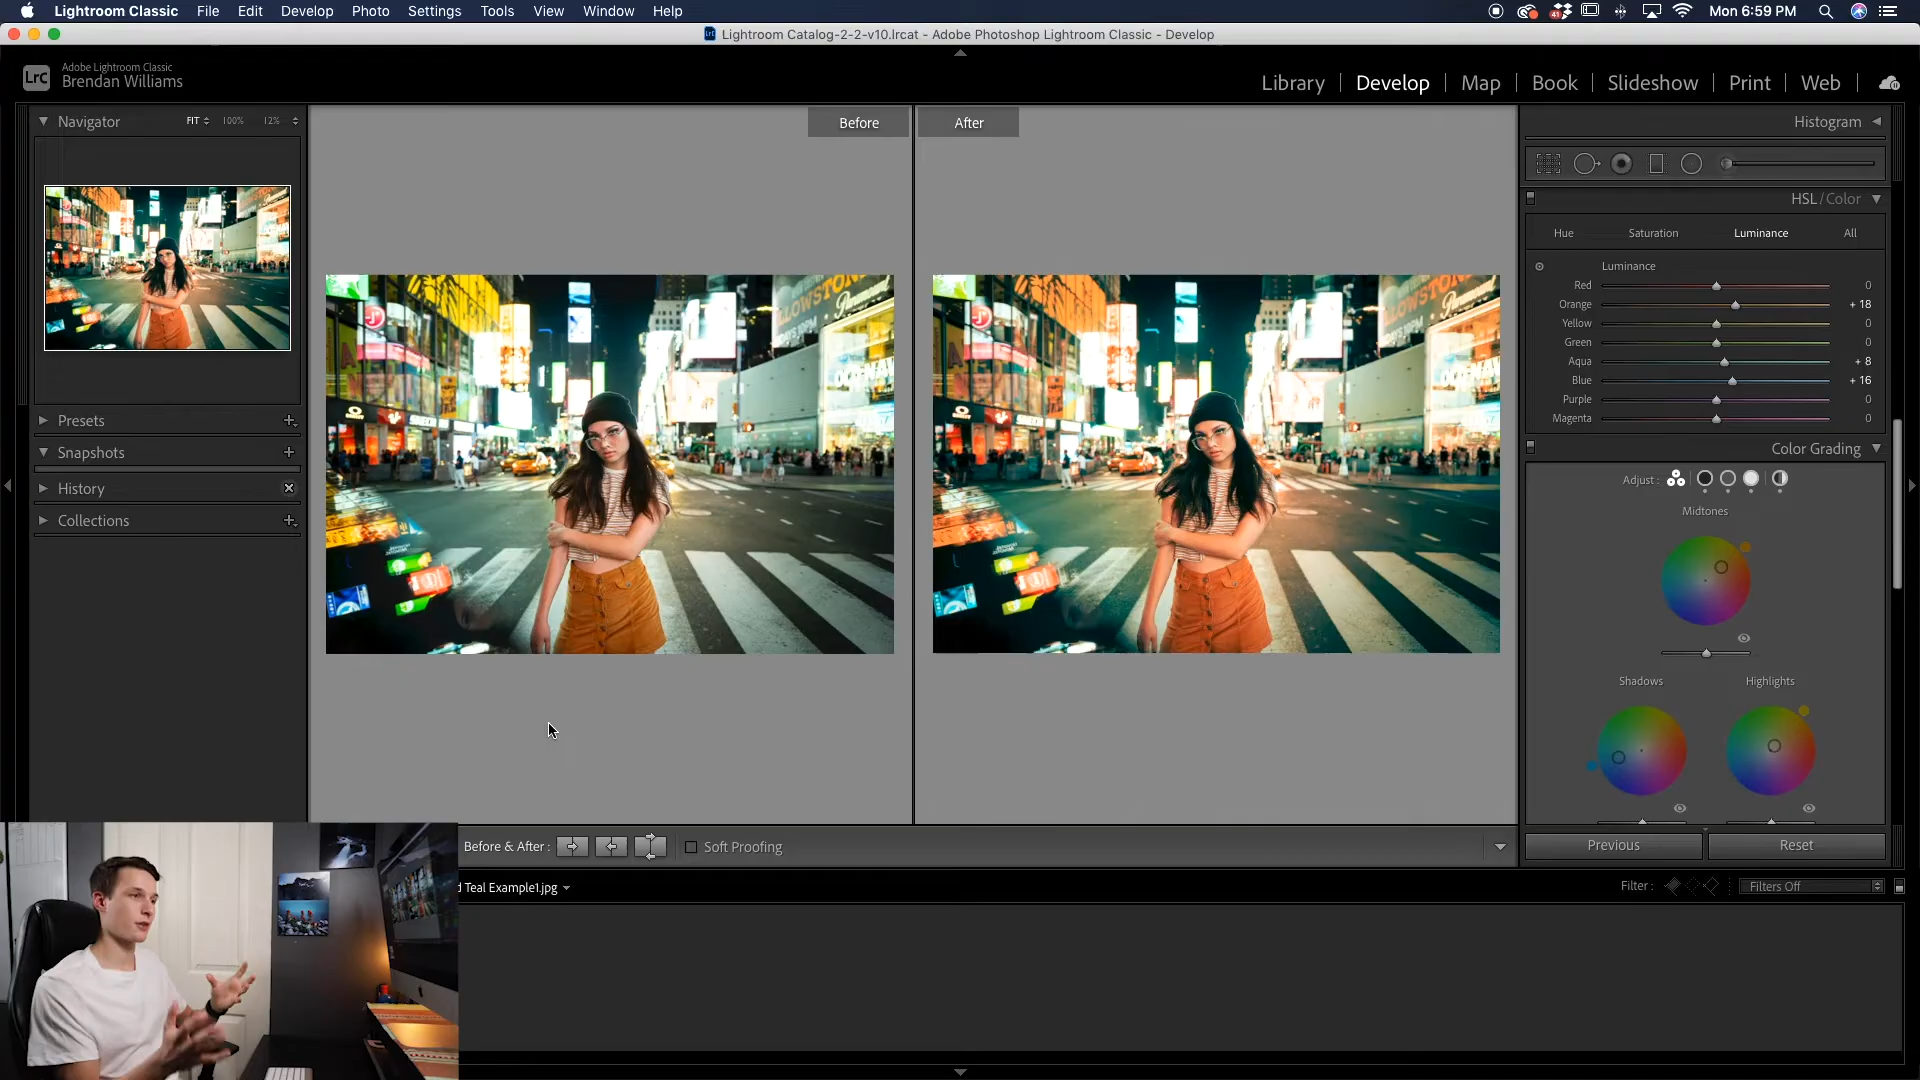 Lightroom Classic File Edit Develop Photo Settings Tools View Window Help 41 Mon 6:59 PM
LrC Lightroom Catalog-2-2-v10.lrcat - Adobe Photoshop Lightroom Classic - Develop
LrC
Adobe Lightroom Classic
Brendan Williams
Library | Develop | Map | Book | Slideshow | Print | Web |
Navigator FIT 100% 12%
Before
After
Histogram
HSL / Color
Hue Saturation Luminance All
Luminance
Red 0
Orange + 18
Yellow 0
Green 0
Aqua + 8
Blue + 16
Purple 0
Magenta 0
Presets
Snapshots
History
Collections
Color Grading
Adjust :
Midtones
Shadows Highlights
Before & After : Soft Proofing
Previous Reset
d Teal Example1.jpg
Filter : Filters Off